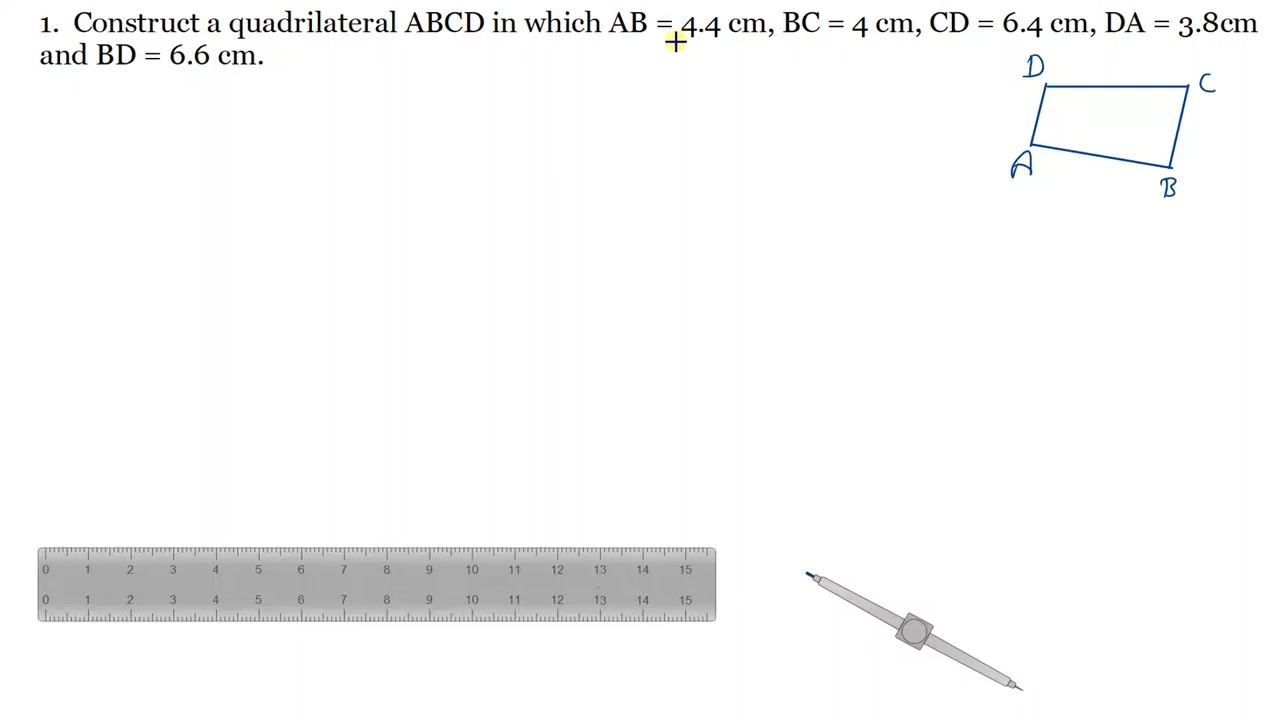 1. Construct a quadrilateral ABCD in which AB = 4.4 cm, BC = 4 cm, CD = 6.4 cm, DA = 3.8cm
and BD = 6.6 cm.
D
C
A
B
0 1 2 3 4 5 6 7 8 9 10 11 12 13 14 15
0 1 2 3 4 5 6 7 8 9 10 11 12 13 14 15